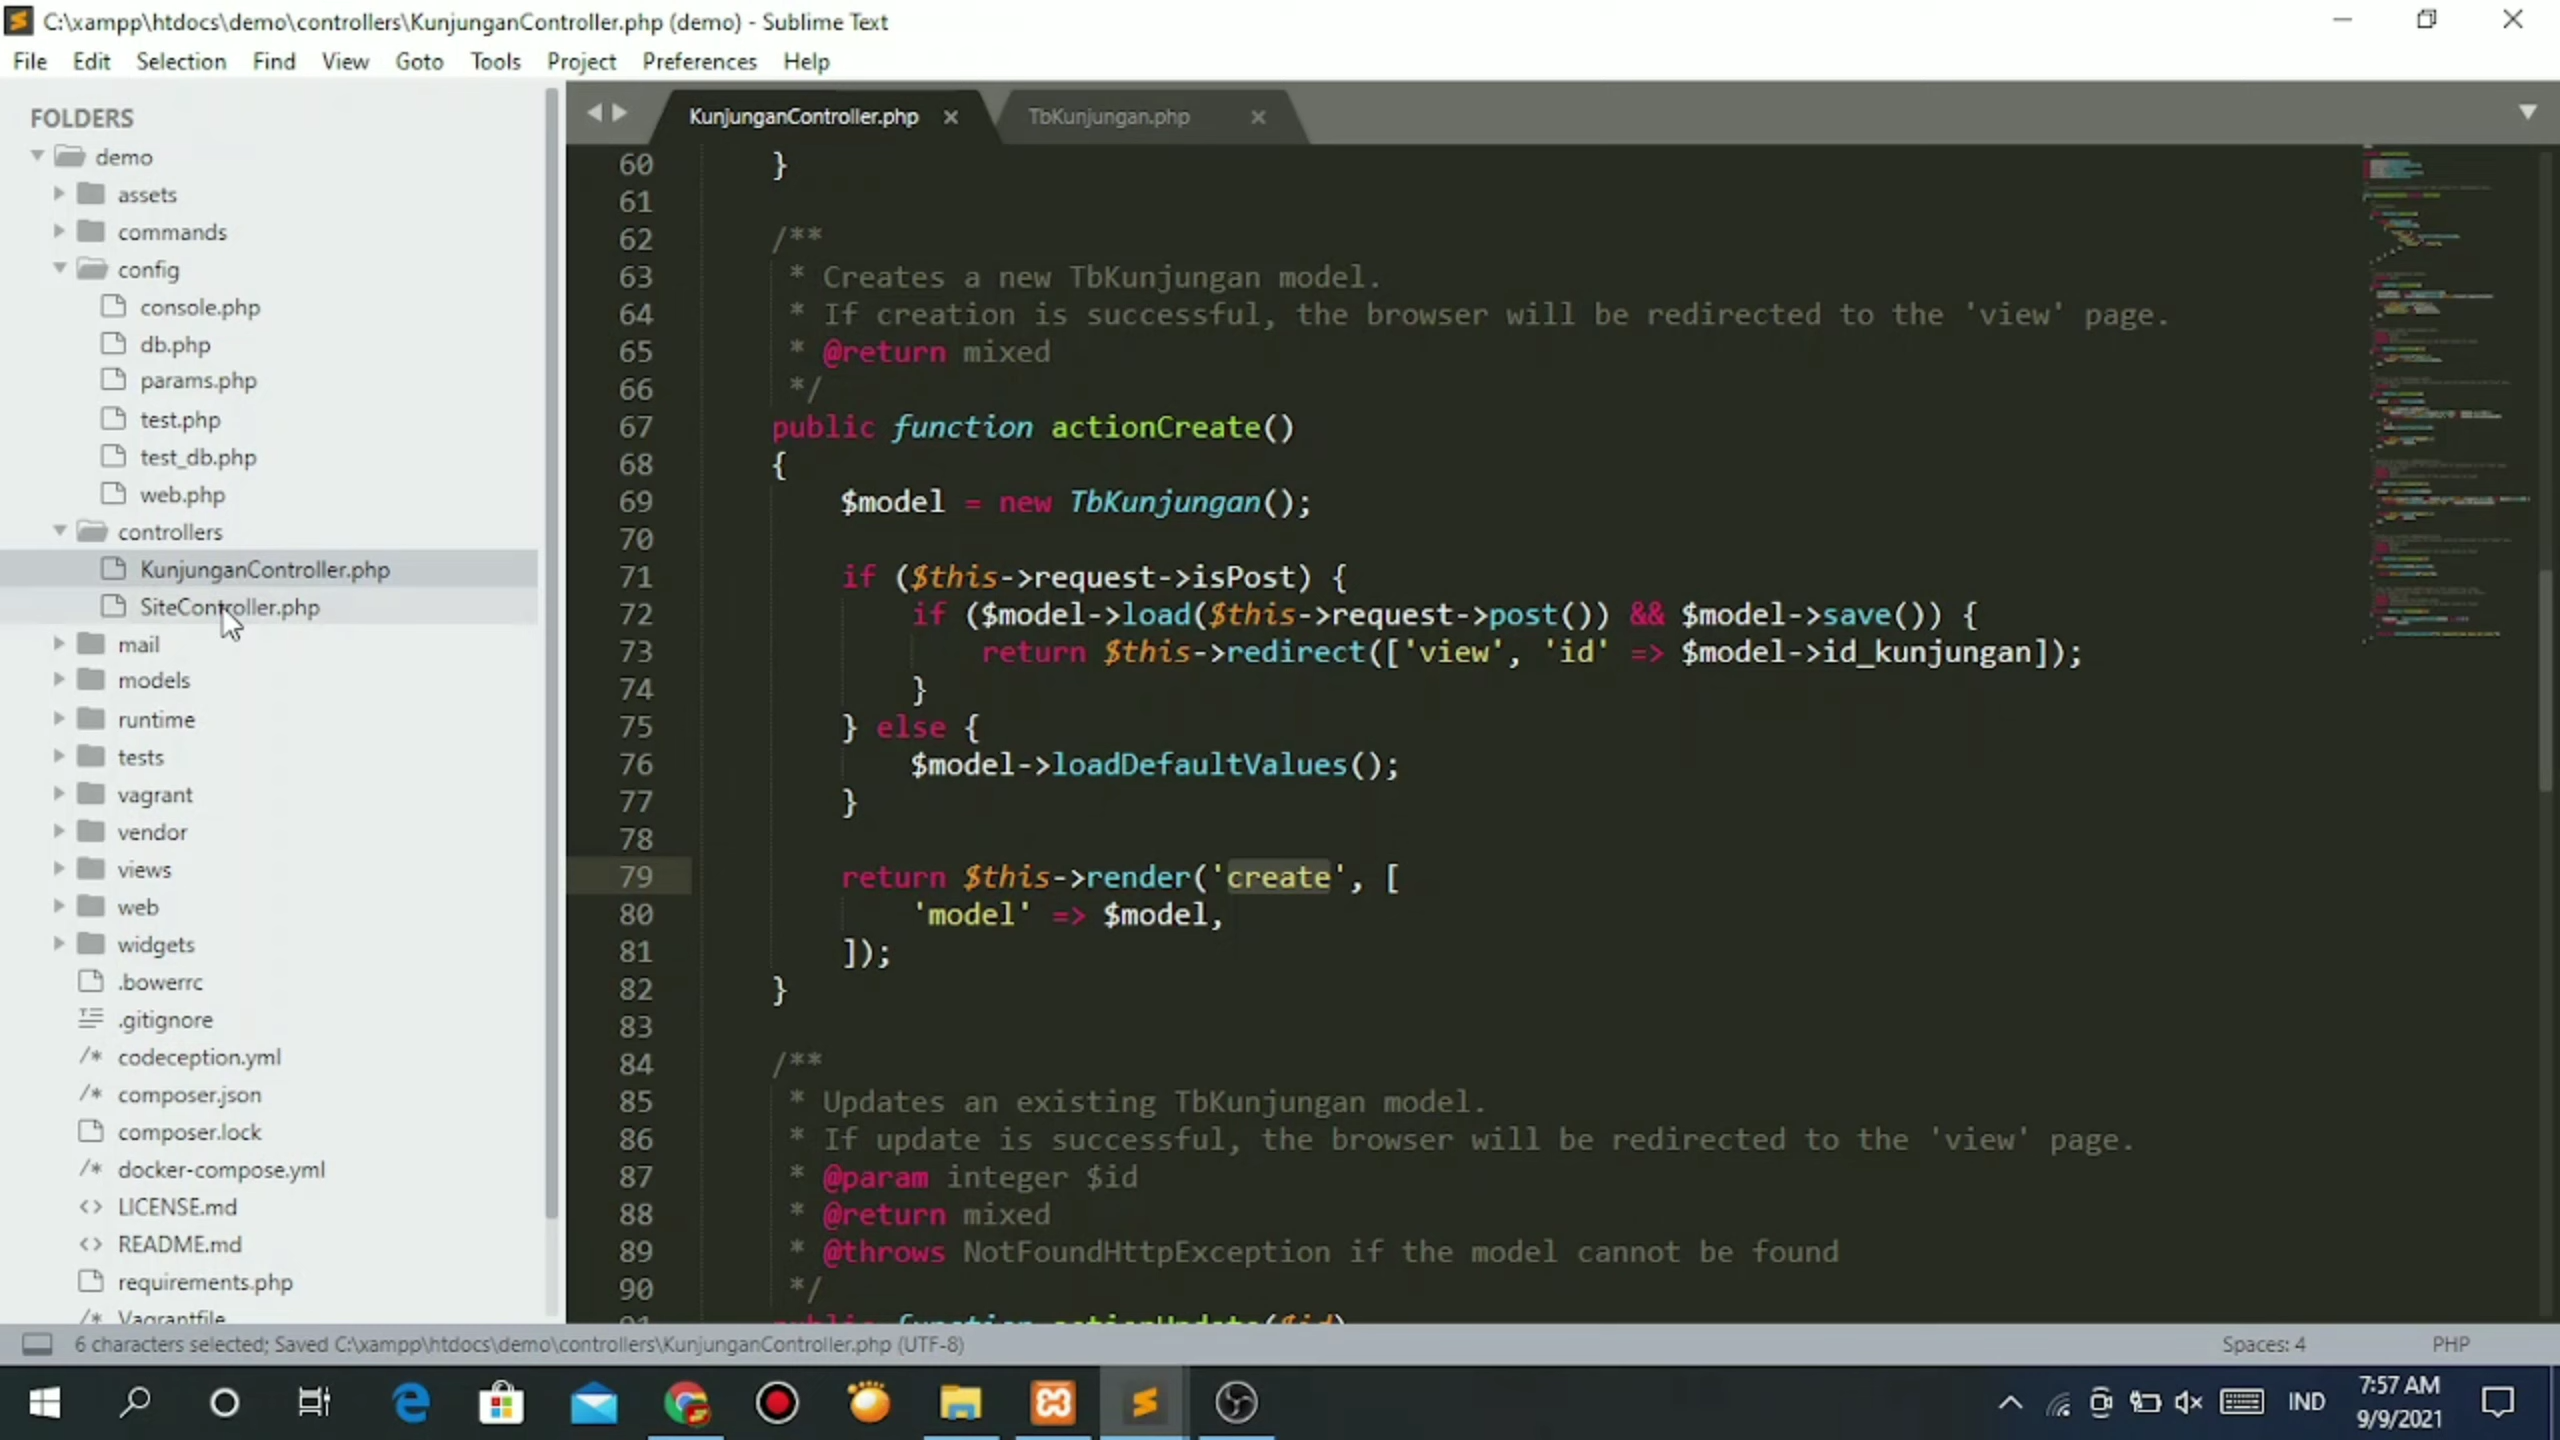 C:\xampp\htdocs\demo\controllers\KunjunganController.php (demo) - Sublime Text
File Edit Selection Find View Goto Tools Project Preferences Help
FOLDERS
demo
assets
commands
config
console.php
db.php
params.php
test.php
test_db.php
web.php
controllers
KunjunganController.php
SiteController.php
mail
models
runtime
tests
vagrant
vendor
views
web
widgets
.bowerrc
.gitignore
codeception.yml
composer.json
composer.lock
docker-compose.yml
LICENSE.md
README.md
requirements.php
Vagrantfile
KunjunganController.php TbKunjungan.php
60 }
61
62 /**
63 * Creates a new TbKunjungan model.
64 * If creation is successful, the browser will be redirected to the 'view' page.
65 * @return mixed
66 */
67 public function actionCreate()
68 {
69 $model = new TbKunjungan();
70
71 if ($this->request->isPost) {
72 if ($model->load($this->request->post()) && $model->save()) {
73 return $this->redirect(['view', 'id' => $model->id_kunjungan]);
74 }
75 } else {
76 $model->loadDefaultValues();
77 }
78
79 return $this->render('create', [
80 'model' => $model,
81 ]);
82 }
83
84 /**
85 * Updates an existing TbKunjungan model.
86 * If update is successful, the browser will be redirected to the 'view' page.
87 * @param integer $id
88 * @return mixed
89 * @throws NotFoundHttpException if the model cannot be found
90 */
91 public function actionUpdate($id)
6 characters selected; Saved C:\xampp\htdocs\demo\controllers\KunjunganController.php (UTF-8) Spaces: 4 PHP
IND
7:57 AM
9/9/2021